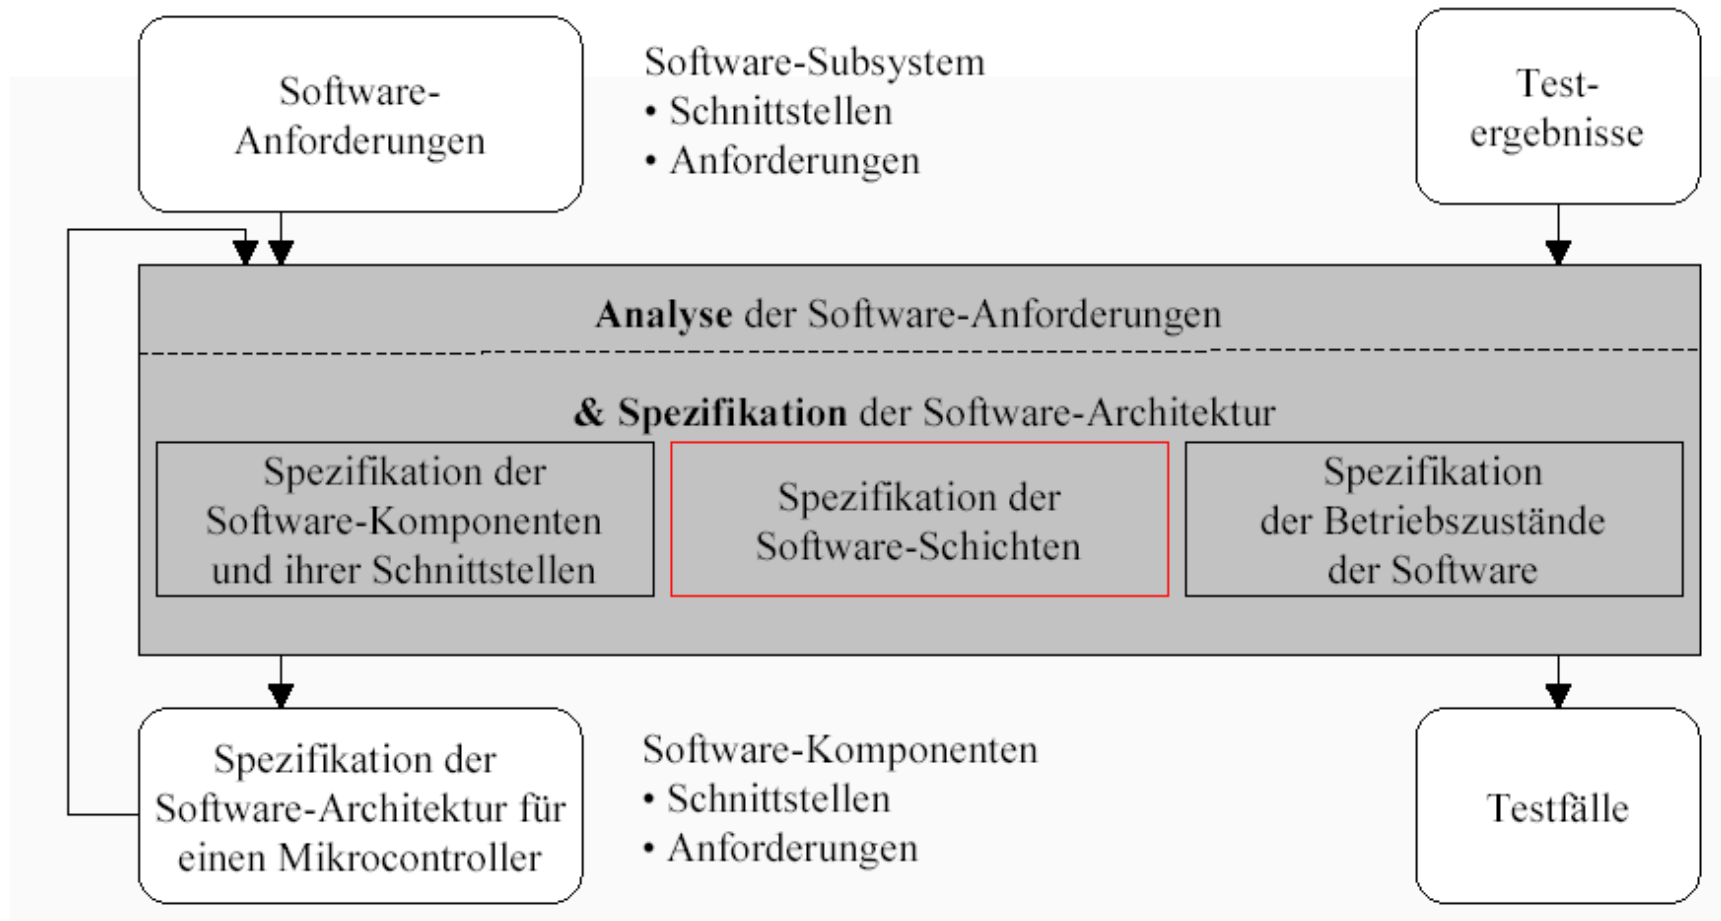 Software-
Anforderungen
Software-Subsystem
• Schnittstellen
• Anforderungen
Test-
ergebnisse
Analyse der Software-Anforderungen
& Spezifikation der Software-Architektur
Spezifikation der
Software-Komponenten
und ihrer Schnittstellen
Spezifikation der
Software-Schichten
Spezifikation
der Betriebszustände
der Software
Spezifikation der
Software-Architektur für
einen Mikrocontroller
Software-Komponenten
• Schnittstellen
• Anforderungen
Testfälle